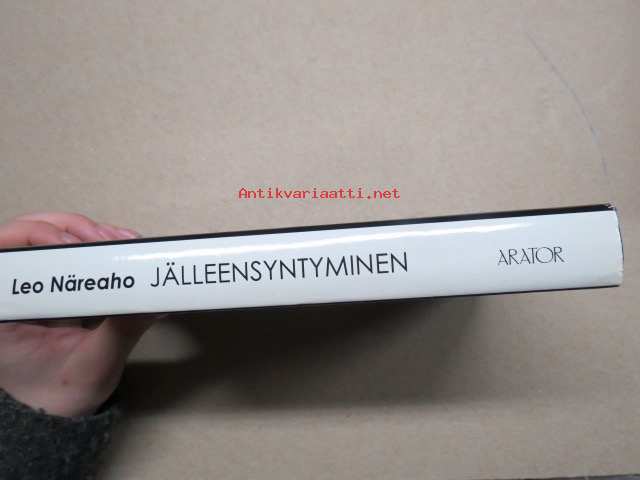 Antikvariaatti.net
Leo Näreaho JÄLLEENSYNTYMINEN ARATOR